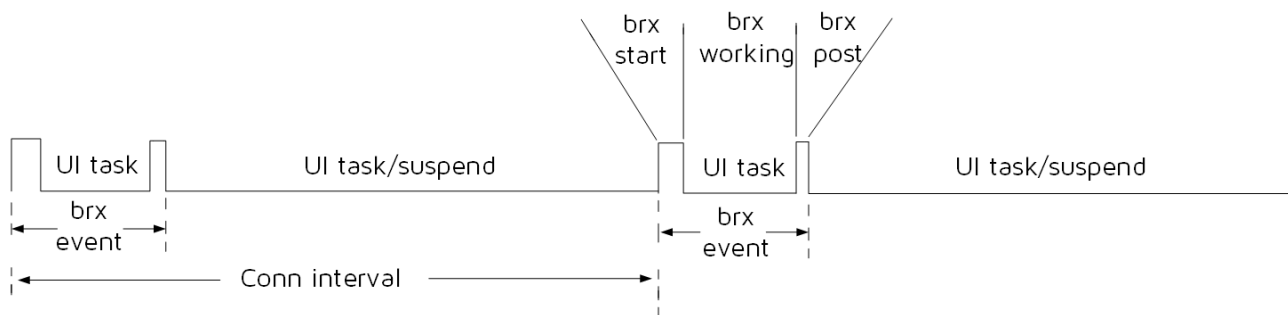 brx
start
brx
working
brx
post
UI task
UI task/suspend
UI task
UI task/suspend
brx
event
brx
event
Conn interval